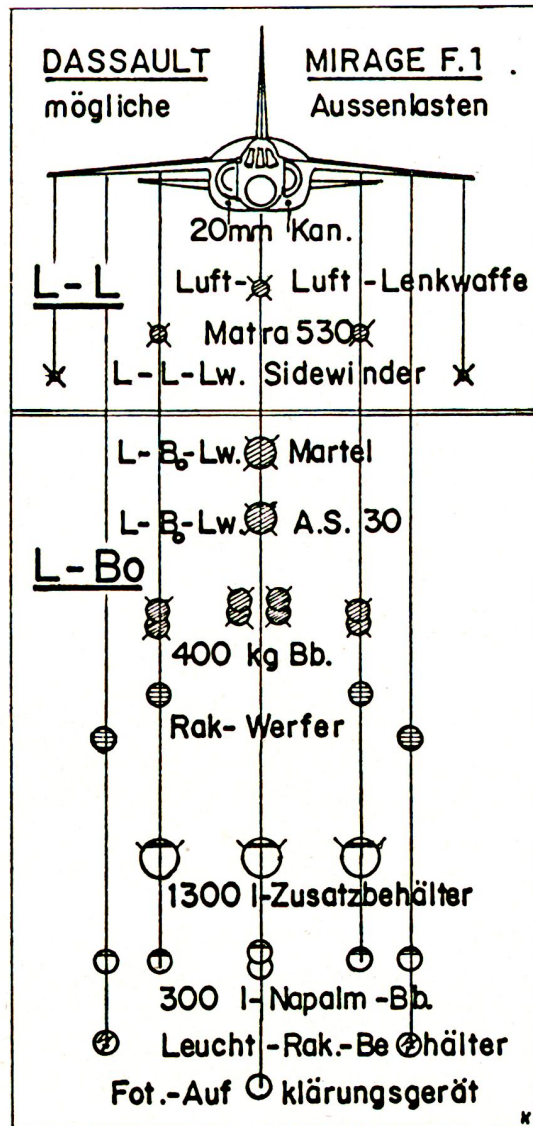 DASSAULT MIRAGE F.1
mögliche Aussenlasten
20mm Kan.
L-L
Luft- Luft-Lenkwaffe
Matra 530
L-L-Lw. Sidewinder
L-Bo-Lw. Martel
L-Bo-Lw. A.S. 30
L-Bo
400 kg Bb.
Rak-Werfer
1300 l-Zusatzbehälter
300 l-Napalm-Bb.
Leucht-Rak.-Behälter
Fot.-Aufklärungsgerät
K